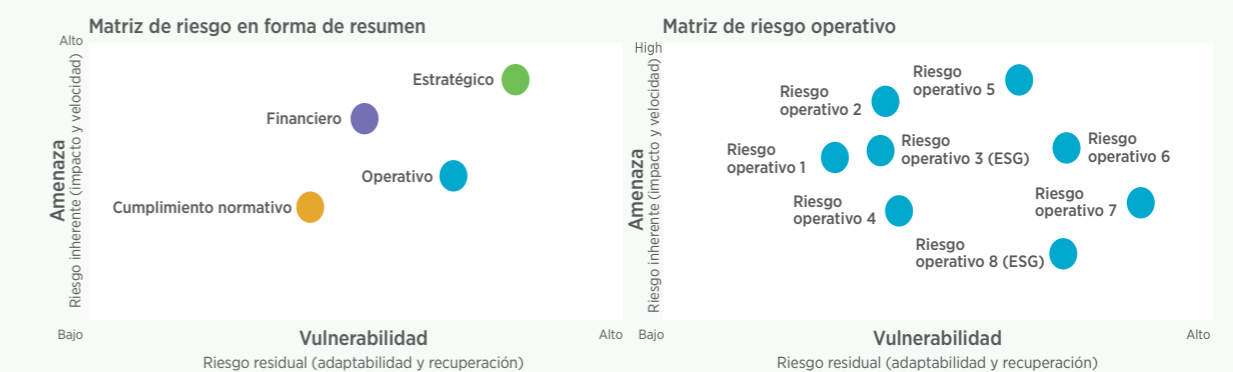 Matriz de riesgo en forma de resumen
Alto
Amenaza
Riesgo inherente (impacto y velocidad)
Estratégico
Financiero
Operativo
Cumplimiento normativo
Bajo
Vulnerabilidad
Alto
Riesgo residual (adaptabilidad y recuperación)
Matriz de riesgo operativo
High
Amenaza
Riesgo inherente (impacto y velocidad)
Riesgo
operativo 5
Riesgo
operativo 2
Riesgo
operativo 3 (ESG)
Riesgo
operativo 6
Riesgo
operativo 1
Riesgo
operativo 4
Riesgo
operativo 7
Riesgo
operativo 8 (ESG)
Bajo
Vulnerabilidad
Alto
Riesgo residual (adaptabilidad y recuperación)